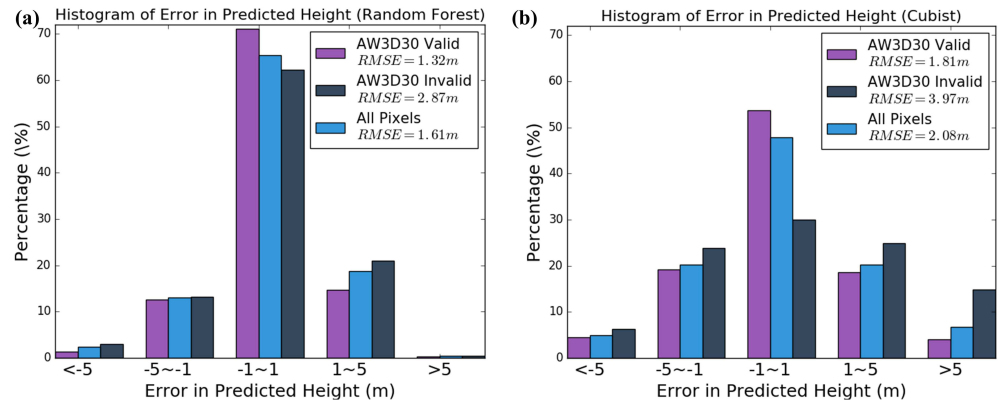 (a)
Histogram of Error in Predicted Height (Random Forest)
70
60
50
40
30
20
10
0
Percentage (\%)
AW3D30 Valid
RMSE=1.32m
AW3D30 Invalid
RMSE=2.87m
All Pixels
RMSE=1.61m
<-5
-5~-1
-1~1
1~5
>5
Error in Predicted Height (m)
(b)
Histogram of Error in Predicted Height (Cubist)
70
60
50
40
30
20
10
0
Percentage (\%)
AW3D30 Valid
RMSE=1.81m
AW3D30 Invalid
RMSE=3.97m
All Pixels
RMSE=2.08m
<-5
-5~-1
-1~1
1~5
>5
Error in Predicted Height (m)